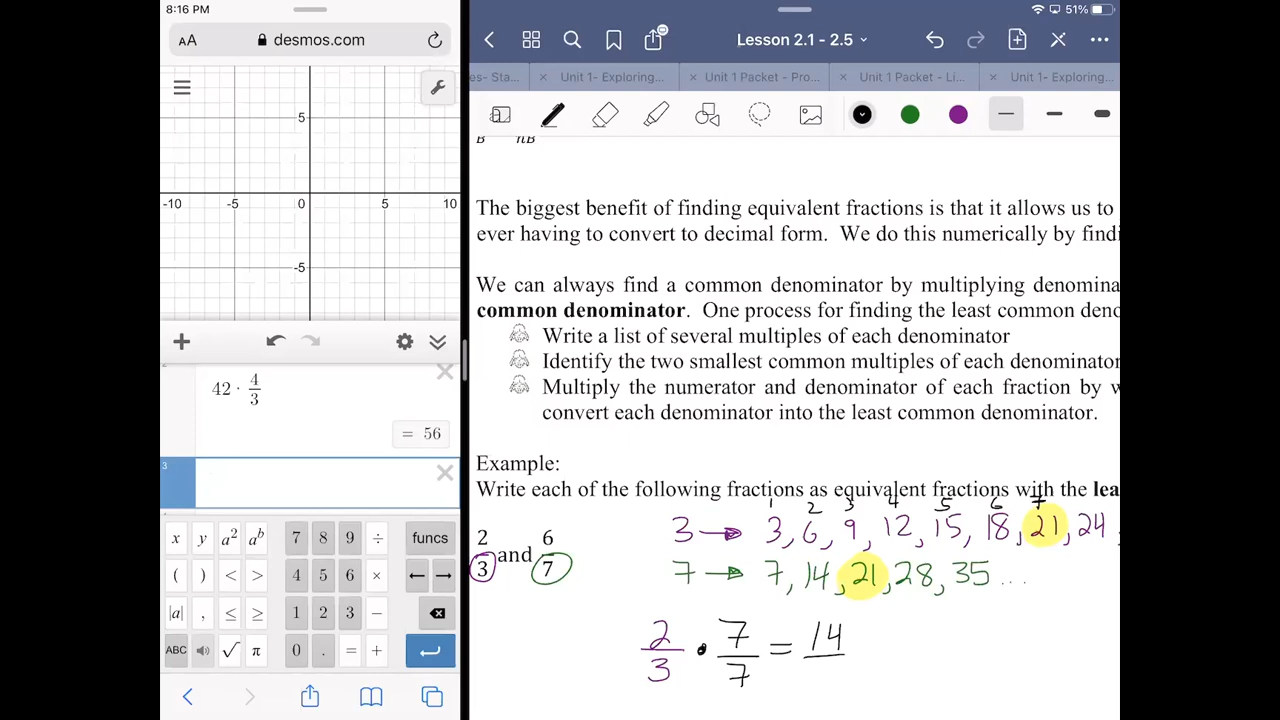 8:16 PM
51%
AA desmos.com
Lesson 2.1 - 2.5
es- Sta...
Unit 1- Exploring...
Unit 1 Packet - Pro...
Unit 1 Packet - Li...
Unit 1- Exploring...
5
-10 -5 0 5 10
-5
42 · 4/3
= 56
3
x y a² a^b 7 8 9 ÷ funcs
( ) < > 4 5 6 ×
|a| , ≤ ≥ 1 2 3 −
ABC √ π 0 . = +
B nB
The biggest benefit of finding equivalent fractions is that it allows us to
ever having to convert to decimal form. We do this numerically by findi
We can always find a common denominator by multiplying denomina
common denominator. One process for finding the least common deno
Write a list of several multiples of each denominator
Identify the two smallest common multiples of each denominator
Multiply the numerator and denominator of each fraction by w
convert each denominator into the least common denominator.
Example:
Write each of the following fractions as equivalent fractions with the lea
1 2 3 4 5 6 7
2/3 and 6/7
3 → 3, 6, 9, 12, 15, 18, 21, 24,
7 → 7, 14, 21, 28, 35 ...
2/3 • 7/7 = 14